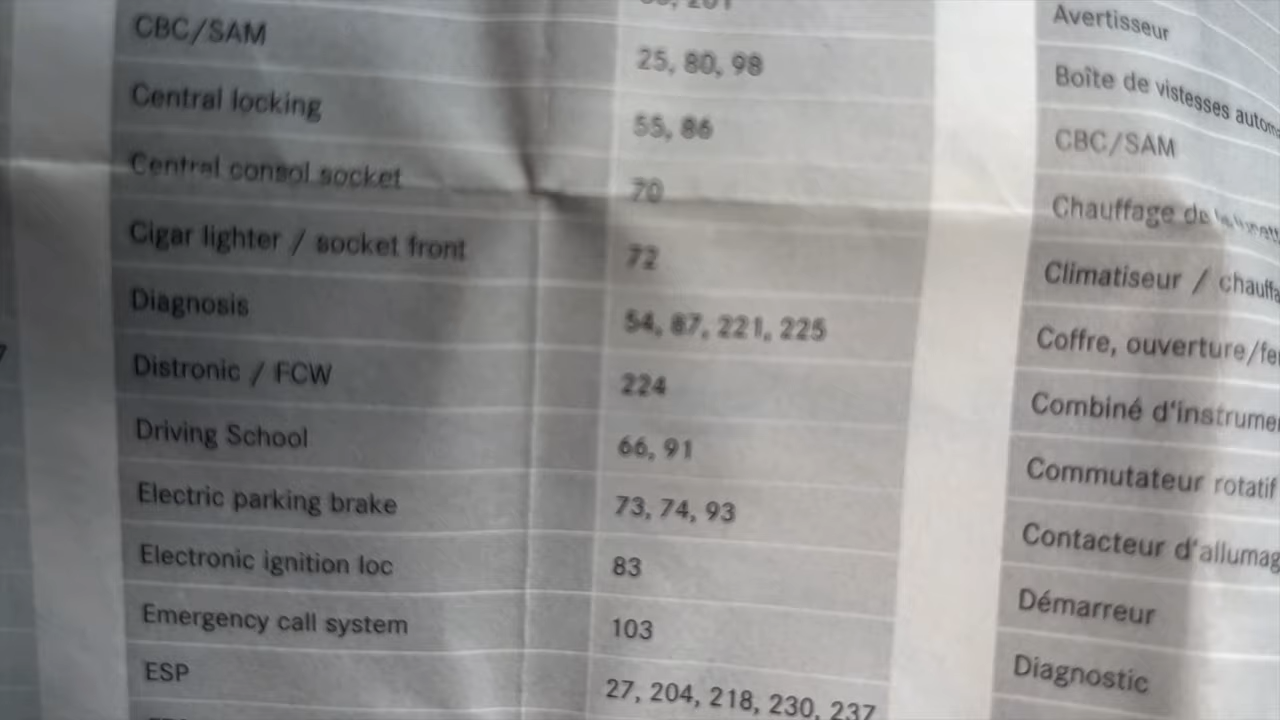 CBC/SAM 25, 80, 98
Central locking 55, 86
Central consol socket 70
Cigar lighter / socket front 72
Diagnosis 54, 87, 221, 225
Distronic / FCW 224
Driving School 66, 91
Electric parking brake 73, 74, 93
Electronic ignition loc 83
Emergency call system 103
ESP 27, 204, 218, 230, 237
Avertisseur
Boîte de vistesses autom
CBC/SAM
Chauffage de
Climatiseur / chauffa
Coffre, ouverture/fe
Combiné d'instrume
Commutateur rotatif
Contacteur d'allumag
Démarreur
Diagnostic